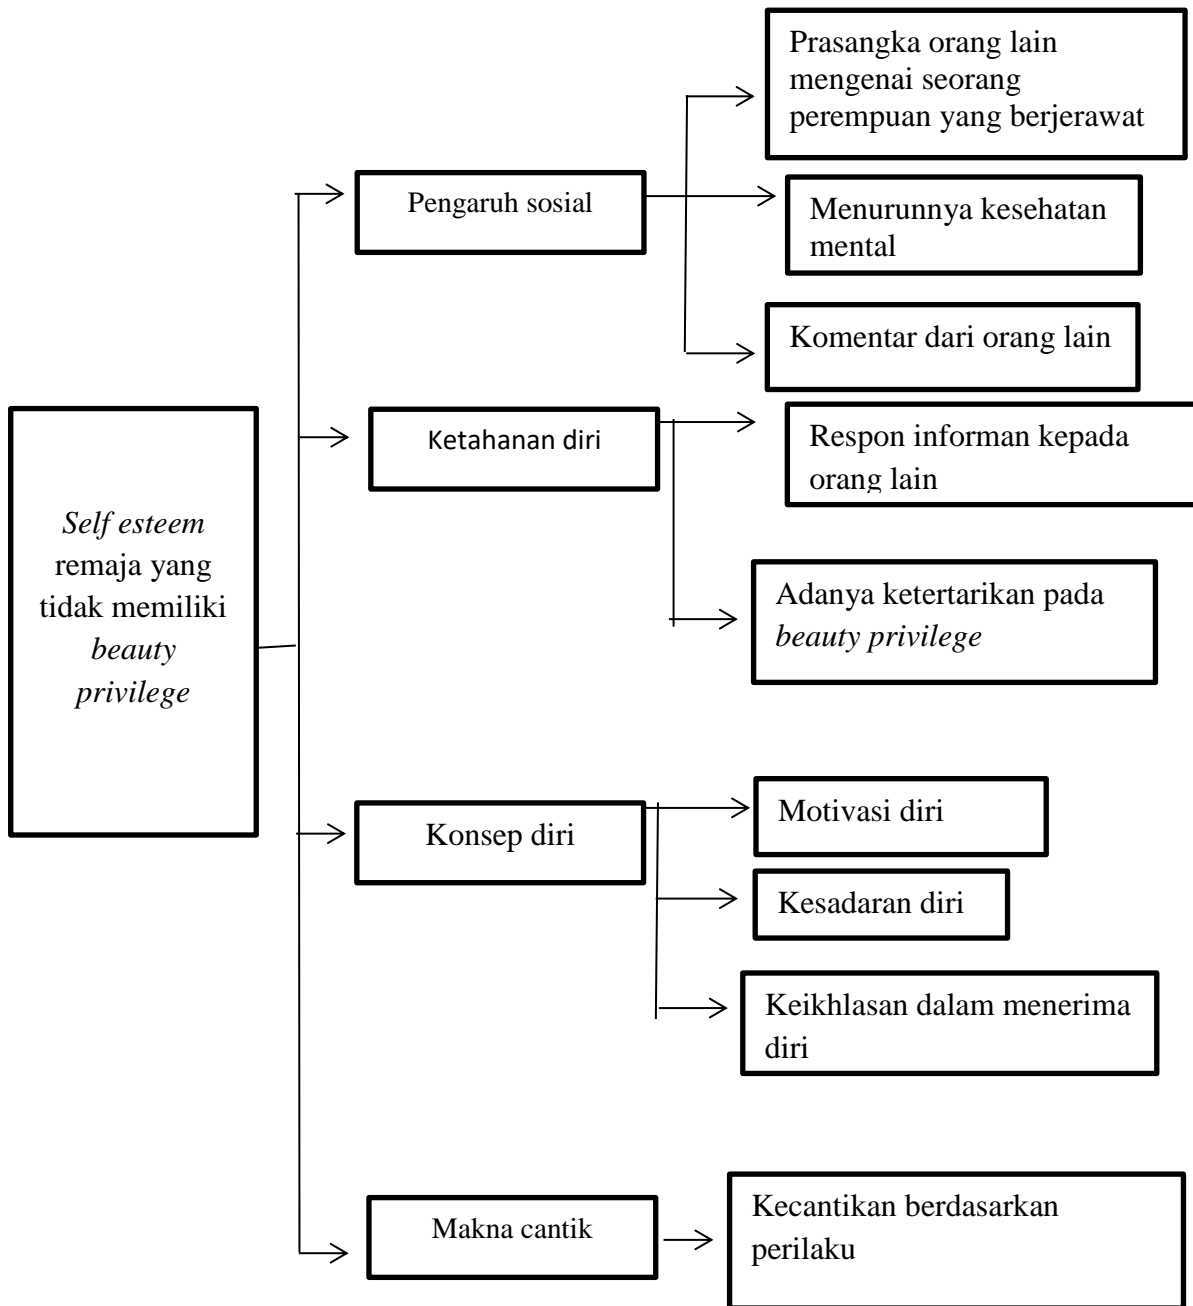 Prasangka orang lain
mengenai seorang
perempuan yang berjerawat
Pengaruh sosial
Menurunnya kesehatan
mental
Komentar dari orang lain
Ketahanan diri
Respon informan kepada
orang lain
Self esteem
remaja yang
tidak memiliki
beauty
privilege
Adanya ketertarikan pada
beauty privilege
Konsep diri
Motivasi diri
Kesadaran diri
Keikhlasan dalam menerima
diri
Makna cantik
Kecantikan berdasarkan
perilaku